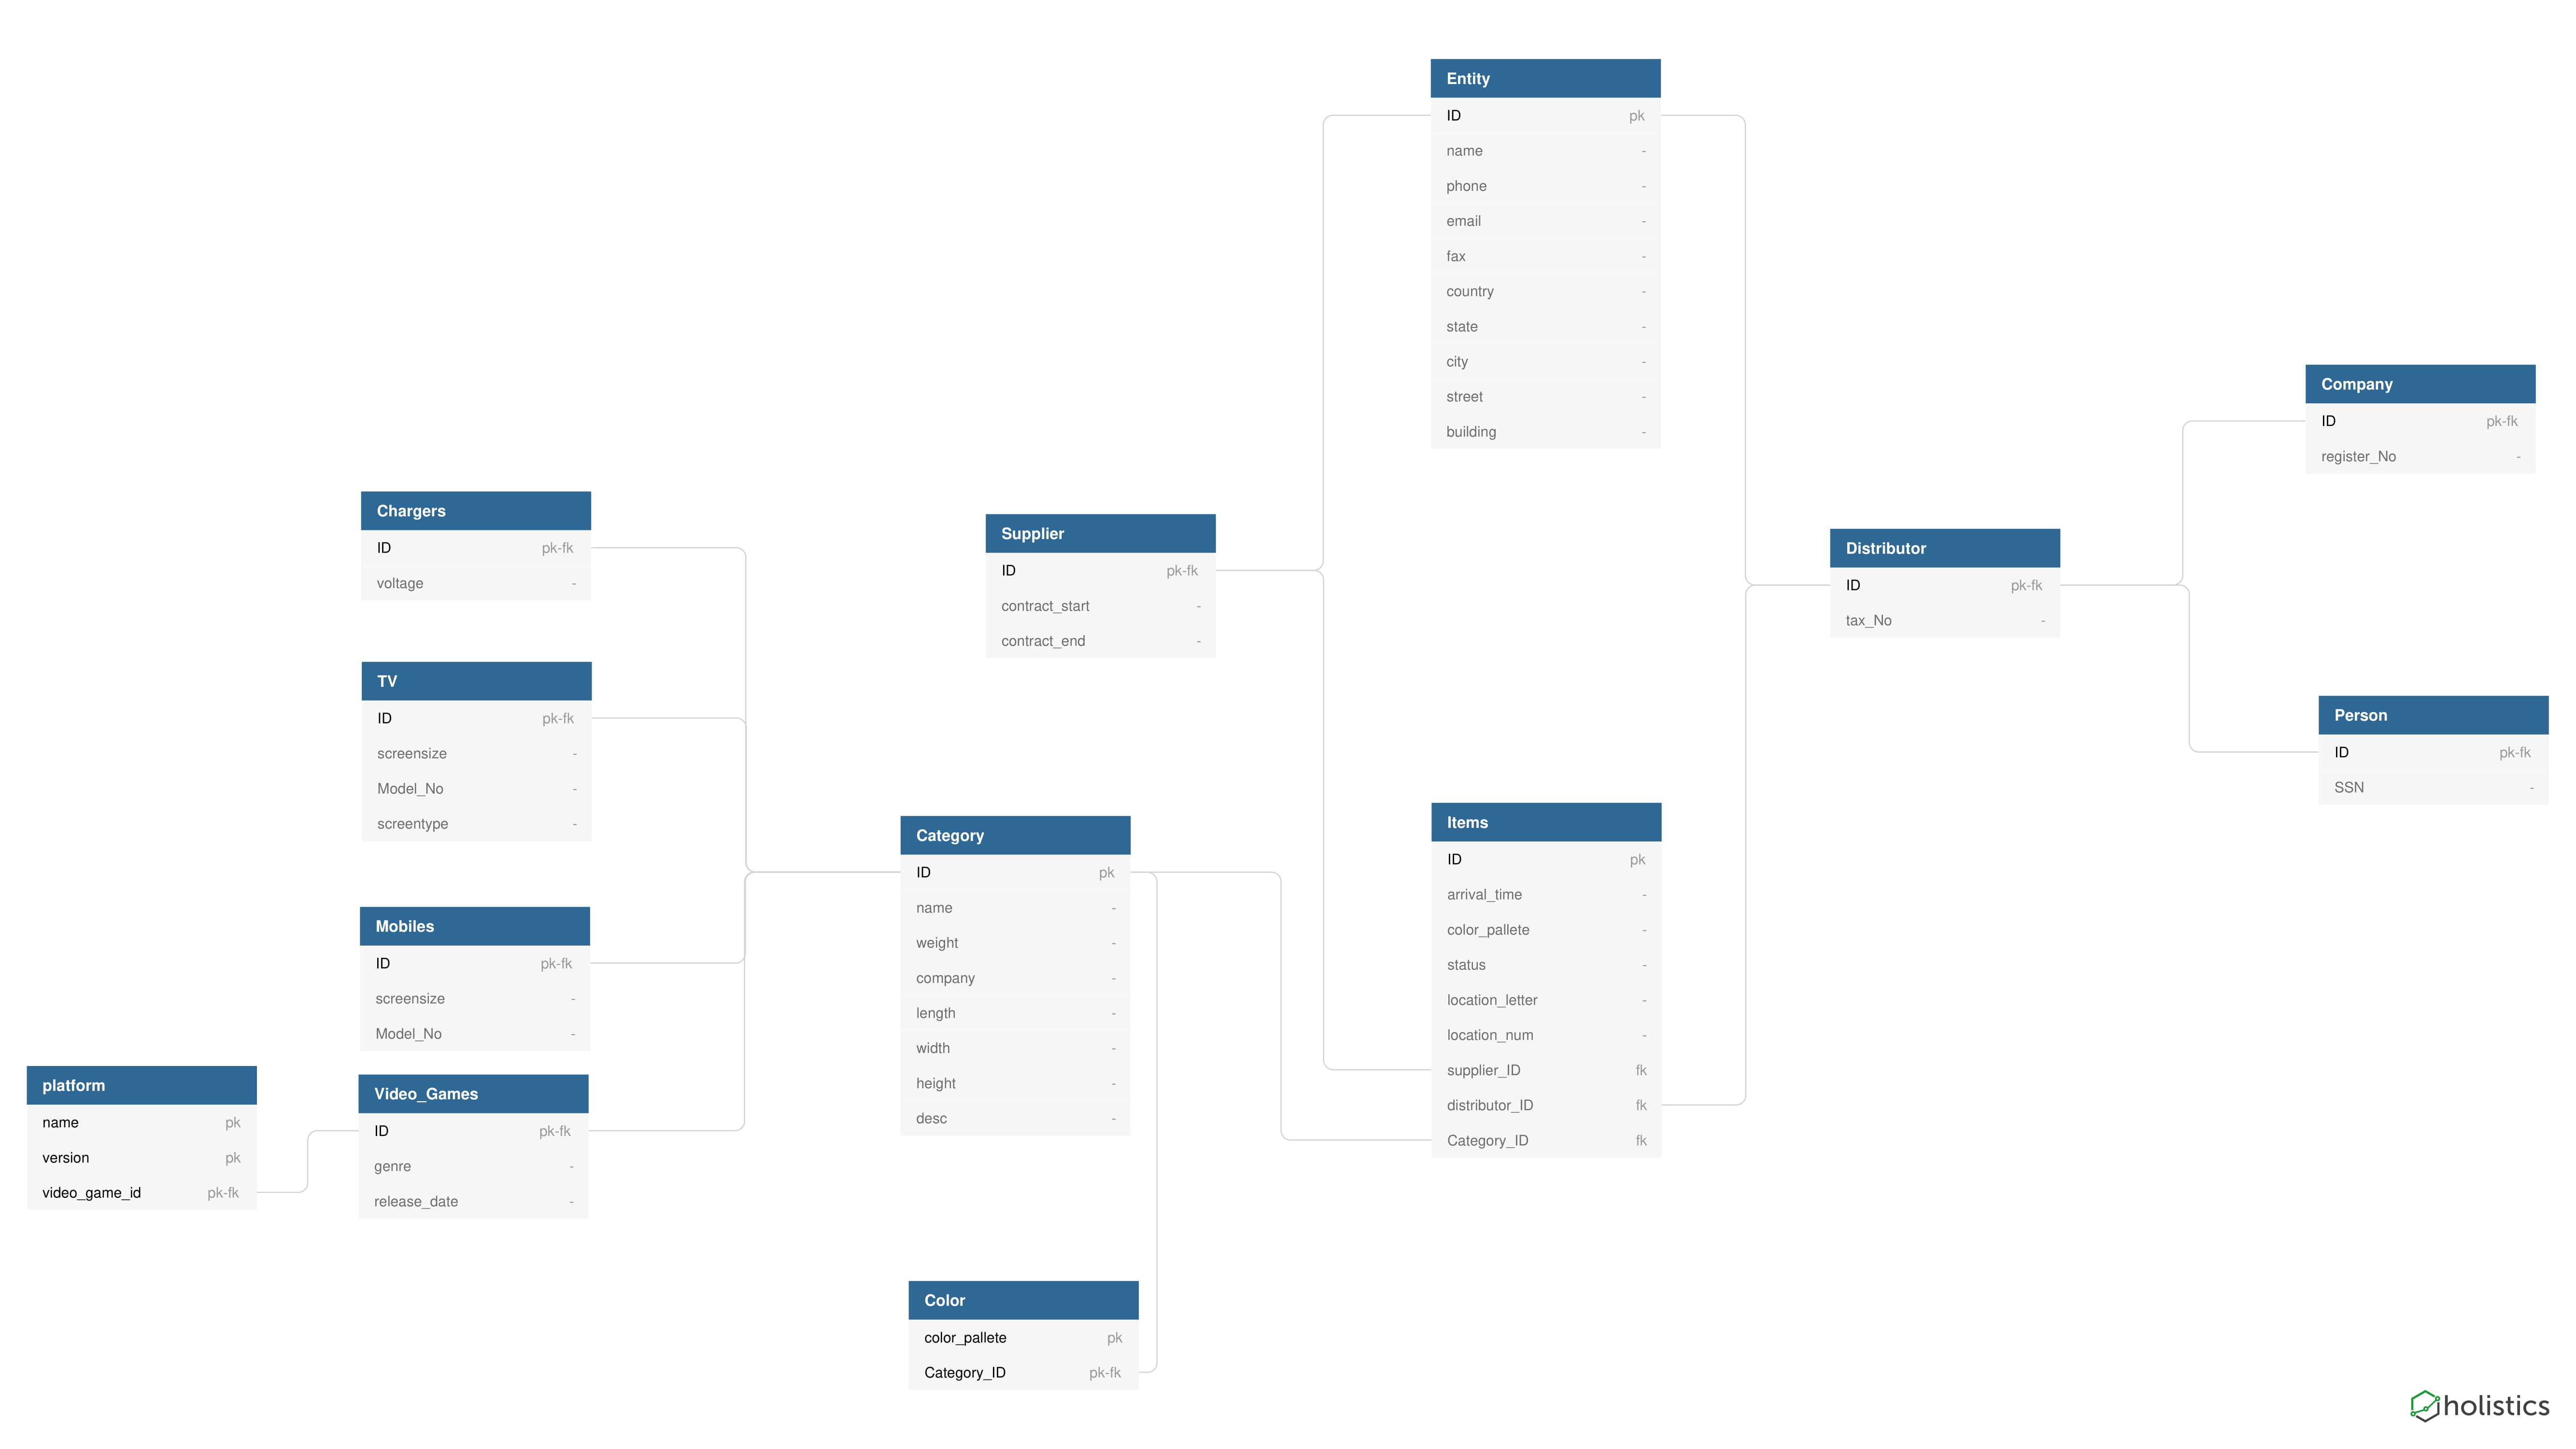 Entity
ID pk
name -
phone -
email -
fax -
country -
state -
city -
street -
building -
Company
ID pk-fk
register_No -
Chargers
ID pk-fk
voltage -
Supplier
ID pk-fk
contract_start -
contract_end -
Distributor
ID pk-fk
tax_No -
TV
ID pk-fk
screensize -
Model_No -
screentype -
Person
ID pk-fk
SSN -
Category
ID pk
name -
weight -
company -
length -
width -
height -
desc -
Items
ID pk
arrival_time -
color_pallete -
status -
location_letter -
location_num -
supplier_ID fk
distributor_ID fk
Category_ID fk
Mobiles
ID pk-fk
screensize -
Model_No -
platform
name pk
version pk
video_game_id pk-fk
Video_Games
ID pk-fk
genre -
release_date -
Color
color_pallete pk
Category_ID pk-fk
holistics